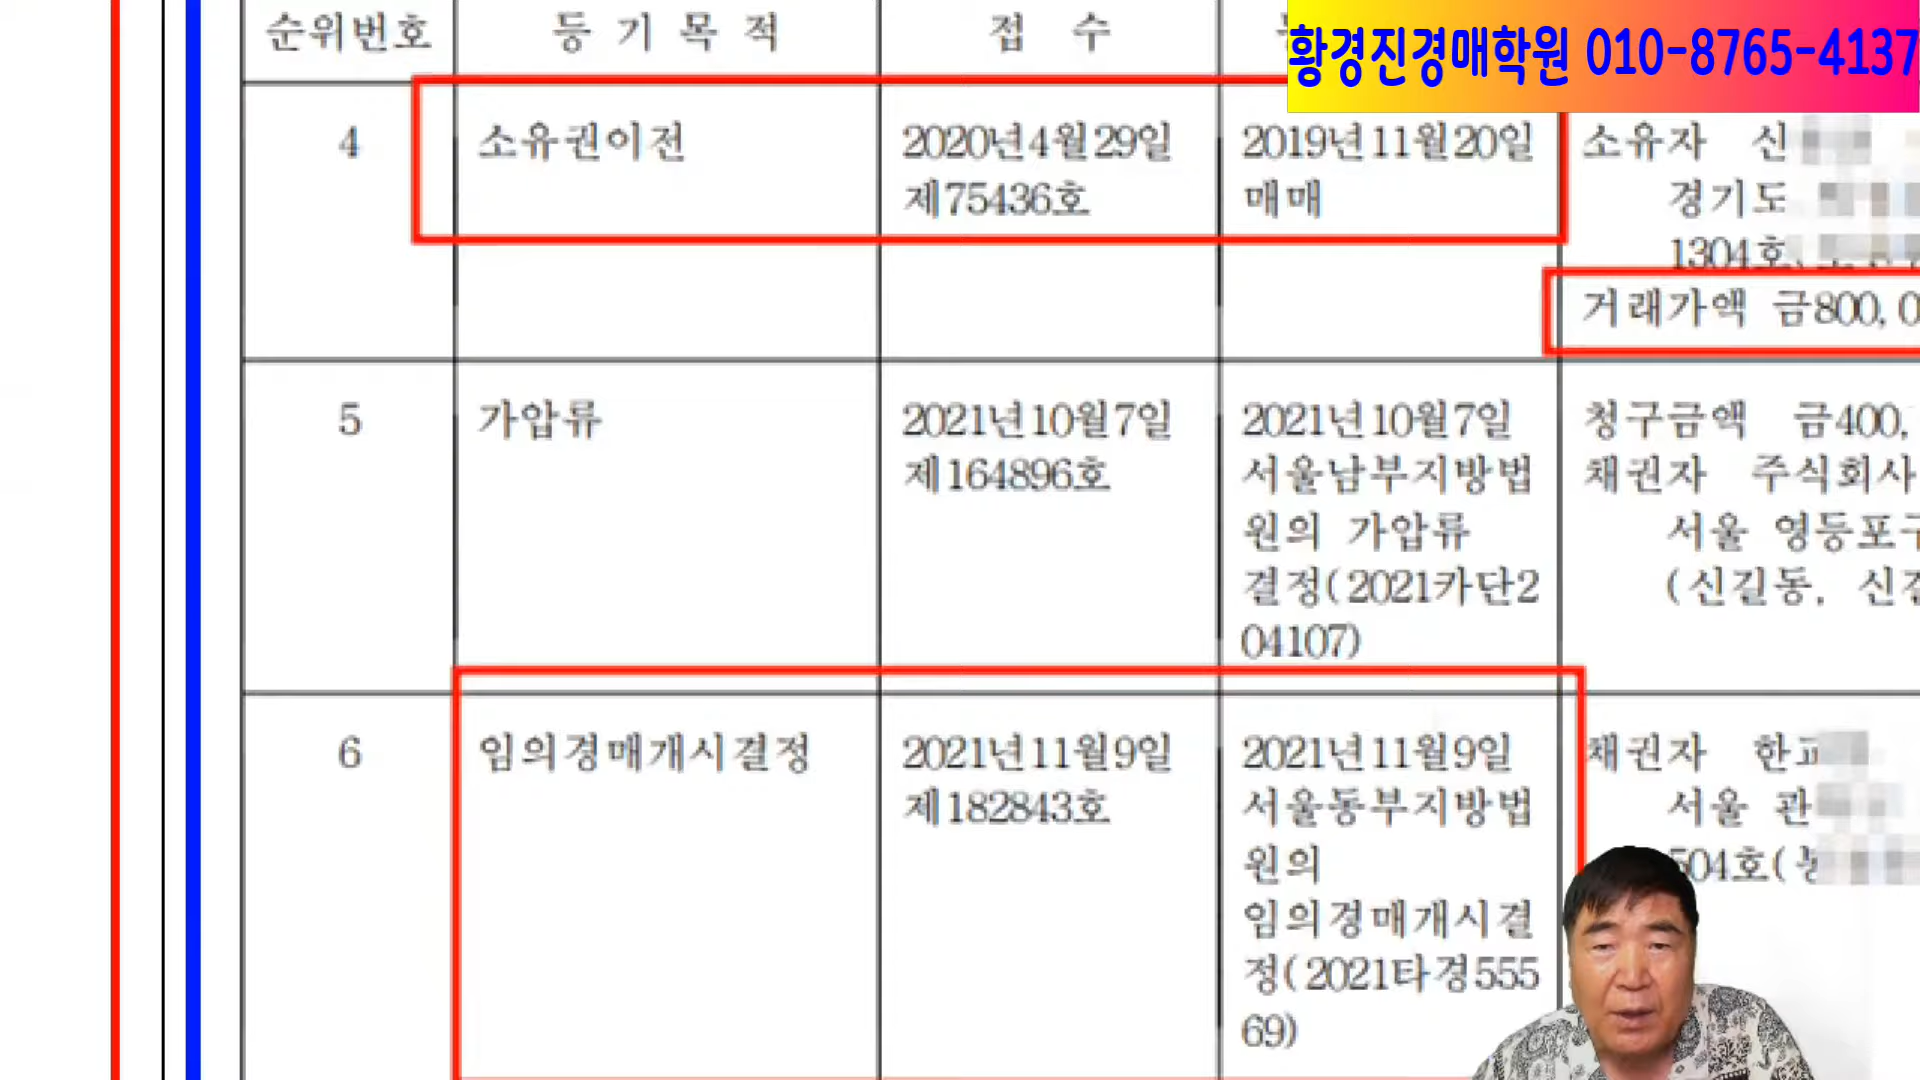 황경진경매학원 010-8765-4137
순위번호 등 기 목 적 접 수
4 소유권이전 2020년4월29일 2019년11월20일 소유자 신
제75436호 매매 경기도
1304호
거래가액 금800,0
5 가압류 2021년10월7일 2021년10월7일 청구금액 금400,
제164896호 서울남부지방법 채권자 주식회사
원의 가압류 서울 영등포구
결정(2021카단2 (신길동, 신길
04107)
6 임의경매개시결정 2021년11월9일 2021년11월9일 채권자 한
제182843호 서울동부지방법 서울 관
원의 504호(
임의경매개시결
정(2021타경555
69)